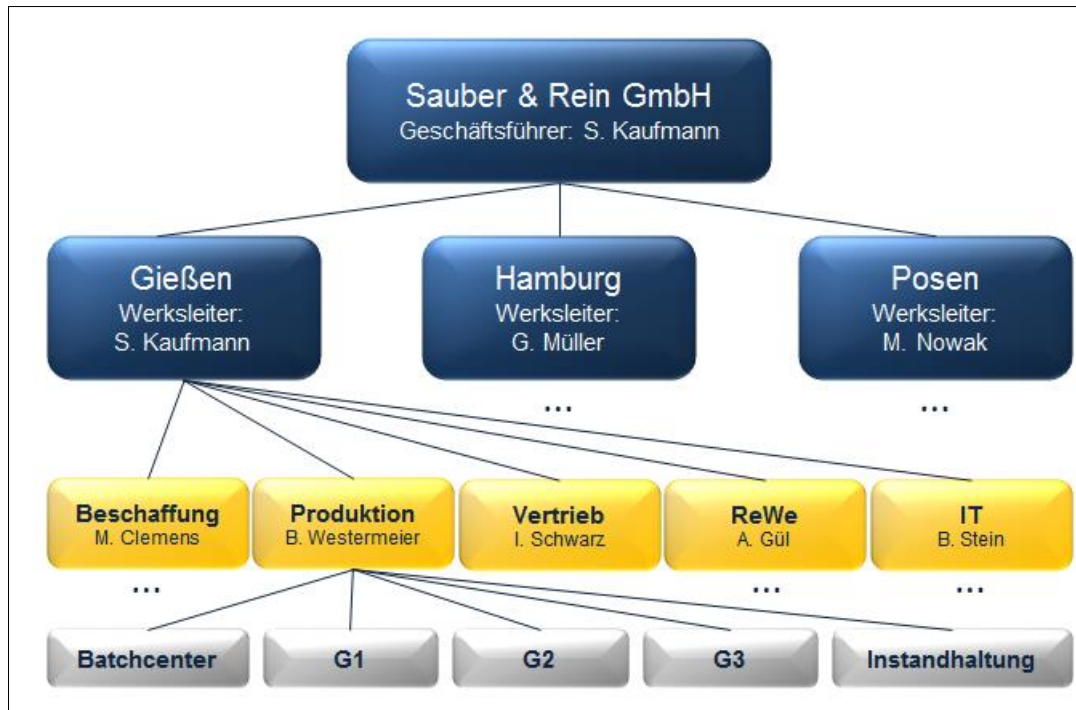 Sauber & Rein GmbH
Geschäftsführer: S. Kaufmann
Gießen
Werksleiter:
S. Kaufmann
Hamburg
Werksleiter:
G. Müller
Posen
Werksleiter:
M. Nowak
...
...
Beschaffung
M. Clemens
Produktion
B. Westermeier
Vertrieb
I. Schwarz
ReWe
A. Gül
IT
B. Stein
...
...
...
Batchcenter
G1
G2
G3
Instandhaltung